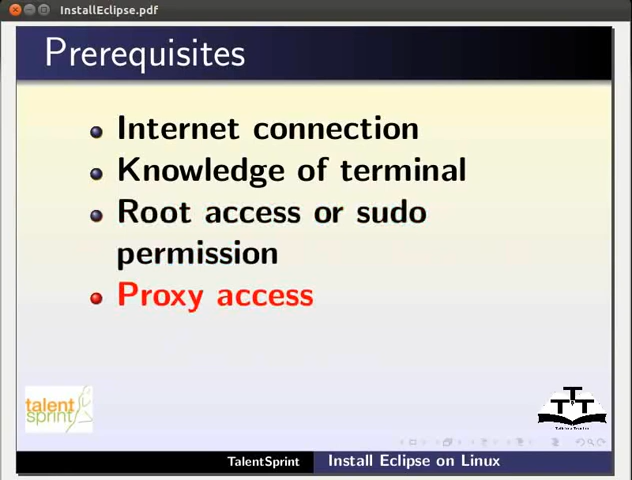 InstallEclipse.pdf
Prerequisites
Internet connection
Knowledge of terminal
Root access or sudo
permission
Proxy access
talent
sprint
TTT
TalentSprint
Install Eclipse on Linux